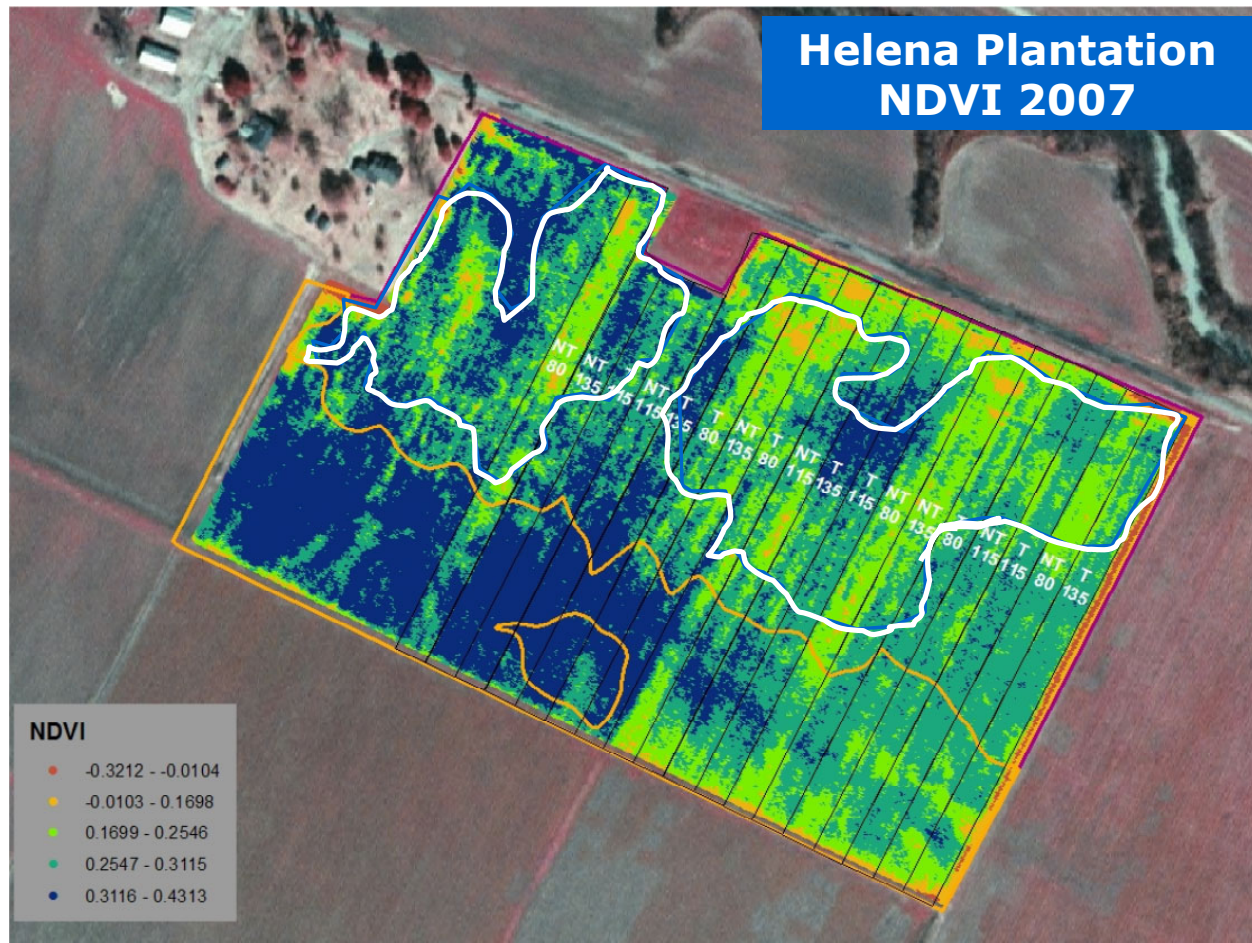 Helena Plantation
NDVI 2007
NT NT T NT T T NT T NT T T NT NT T NT T NT T
80 135 115 115 135 80 135 80 115 135 115 80 135 80 115 115 80 135
NDVI
-0.3212 - -0.0104
-0.0103 - 0.1698
0.1699 - 0.2546
0.2547 - 0.3115
0.3116 - 0.4313